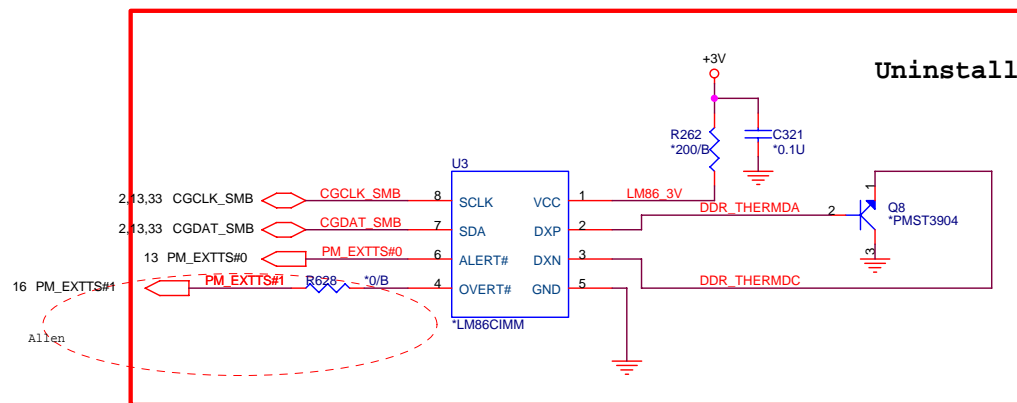 +3V
Uninstall
R262
*200/B
C321
*0.1U
U3
2,13,33 CGCLK_SMB CGCLK_SMB 8 SCLK VCC 1 LM86_3V
2,13,33 CGDAT_SMB CGDAT_SMB 7 SDA DXP 2 DDR_THERMDA 2
1
Q8
*PMST3904
3
13 PM_EXTTS#0 PM_EXTTS#0 6 ALERT# DXN 3 DDR_THERMDC
16 PM_EXTTS#1 PM_EXTTS#1 R628 *0/B 4 OVERT# GND 5
*LM86CIMM
Allen